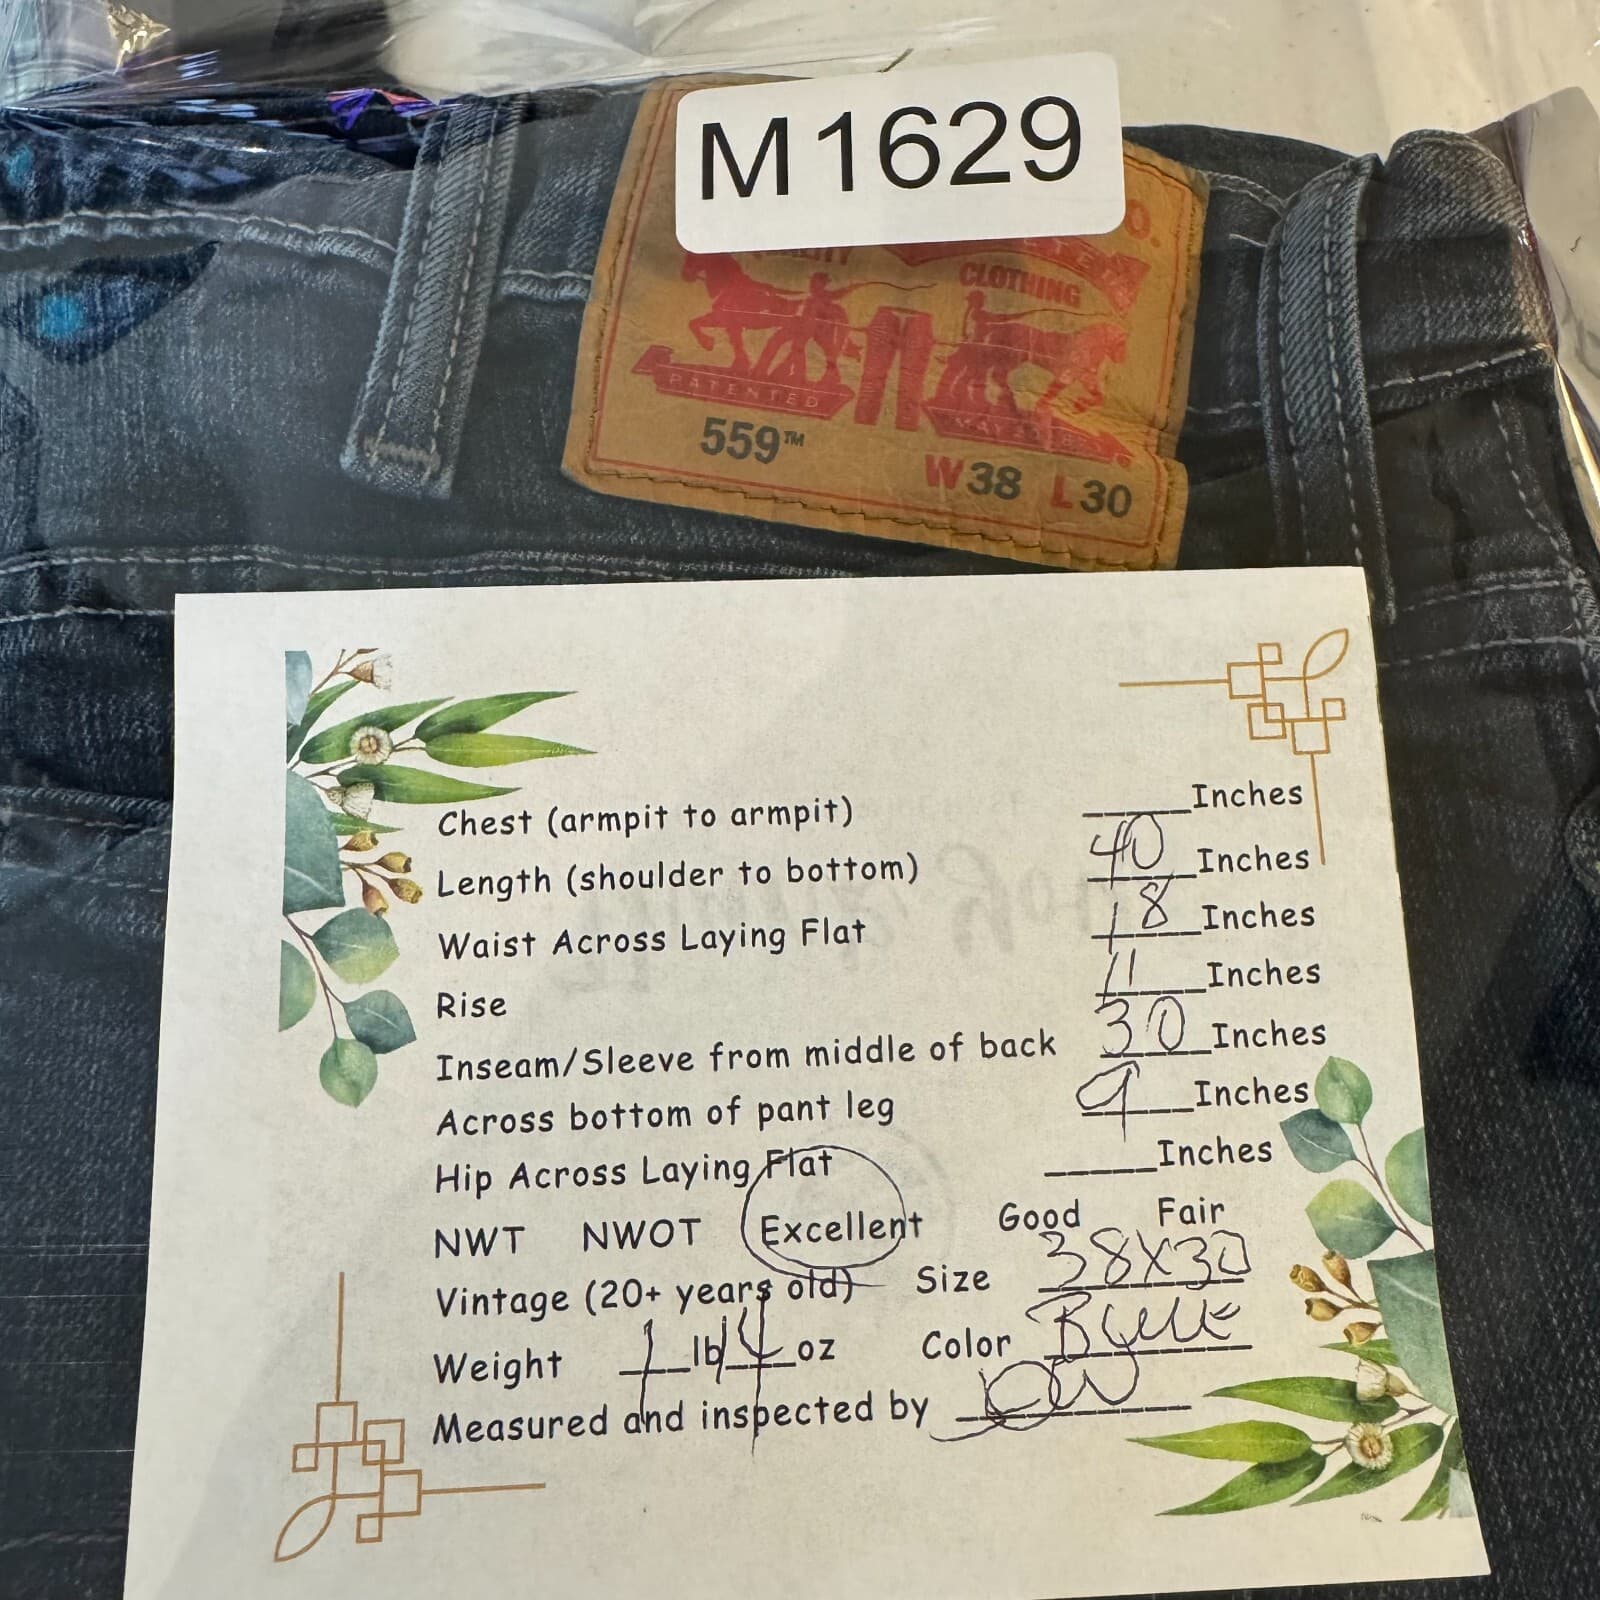 M1629
O.
CLOTHING
PATENTED
559™ W38 L30
Chest (armpit to armpit) _____Inches
Length (shoulder to bottom) 40 Inches
Waist Across Laying Flat 18 Inches
Rise 11 Inches
Inseam/Sleeve from middle of back 30 Inches
Across bottom of pant leg 9 Inches
Hip Across Laying Flat _____Inches
NWT NWOT Excellent Good Fair
Vintage (20+ years old) Size 38X30
Weight 1 lb 14 oz Color Blue
Measured and inspected by